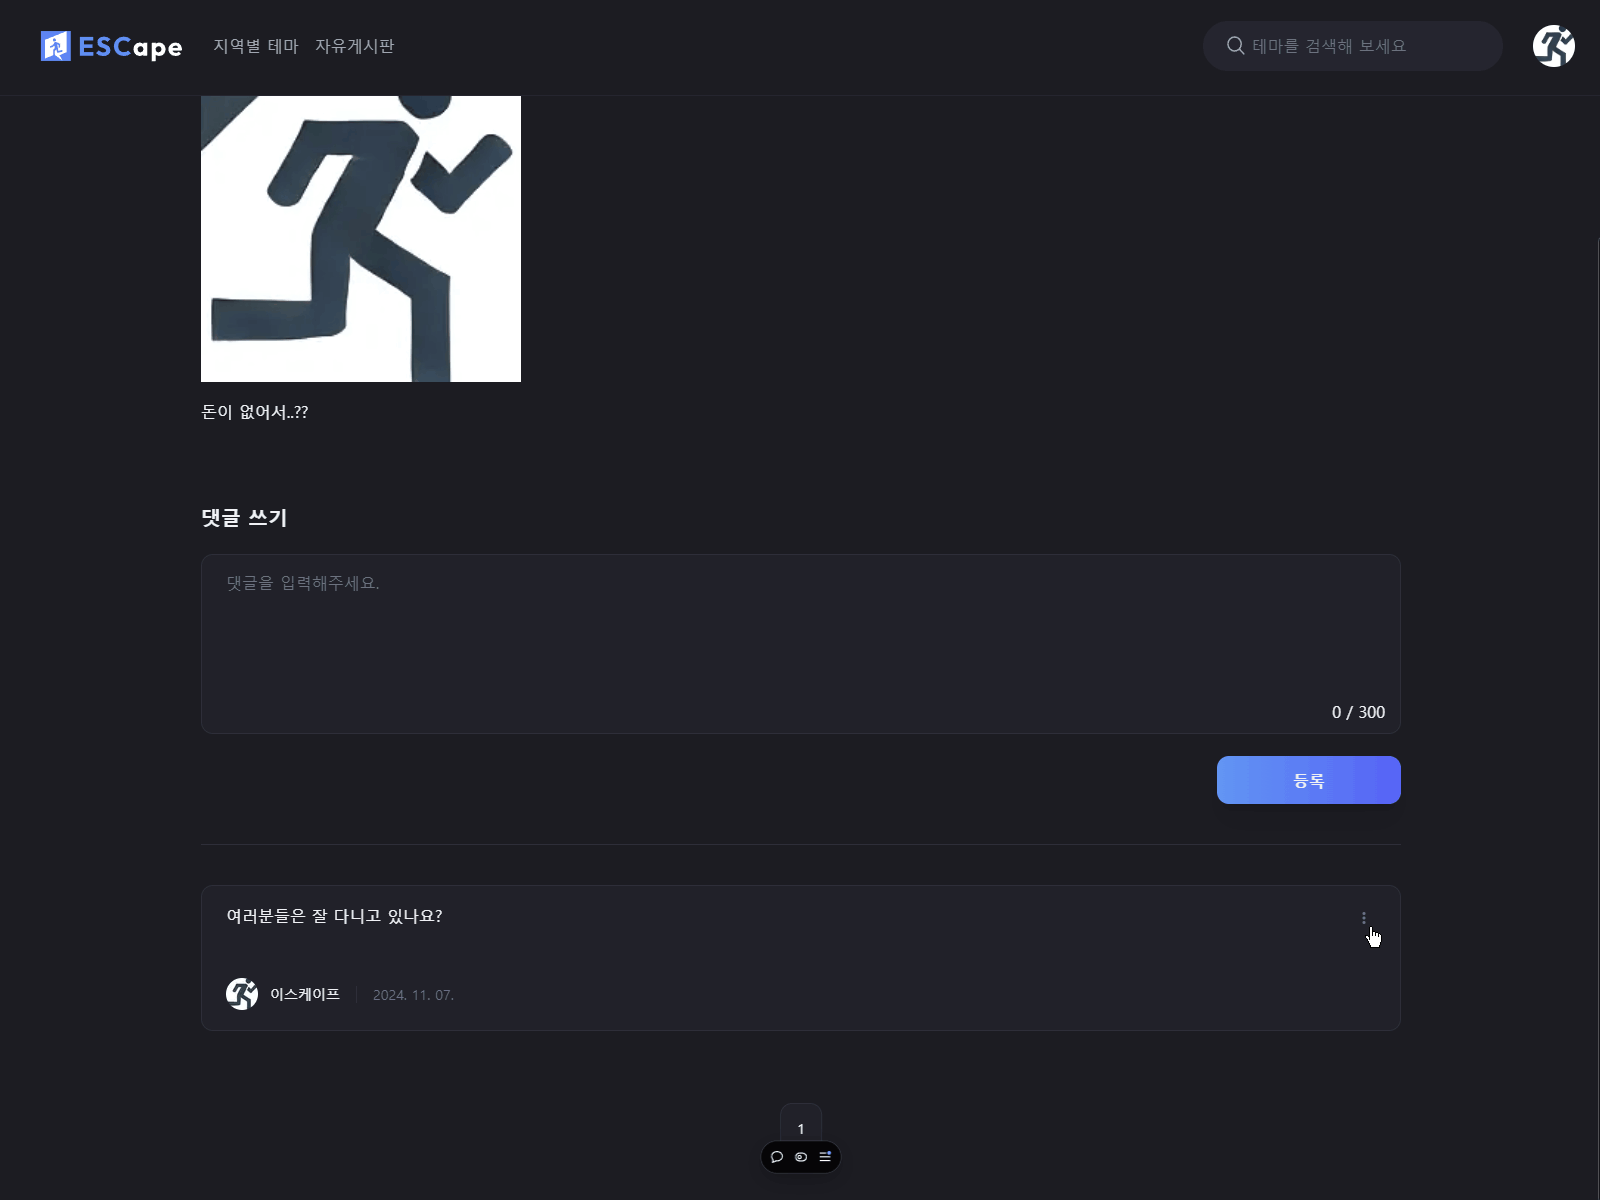 ESCape 지역별 테마 자유게시판 테마를 검색해 보세요
돈이 없어서..??
댓글 쓰기
댓글을 입력해주세요.
0 / 300
등록
여러분들은 잘 다니고 있나요?
이스케이프 2024. 11. 07.
1